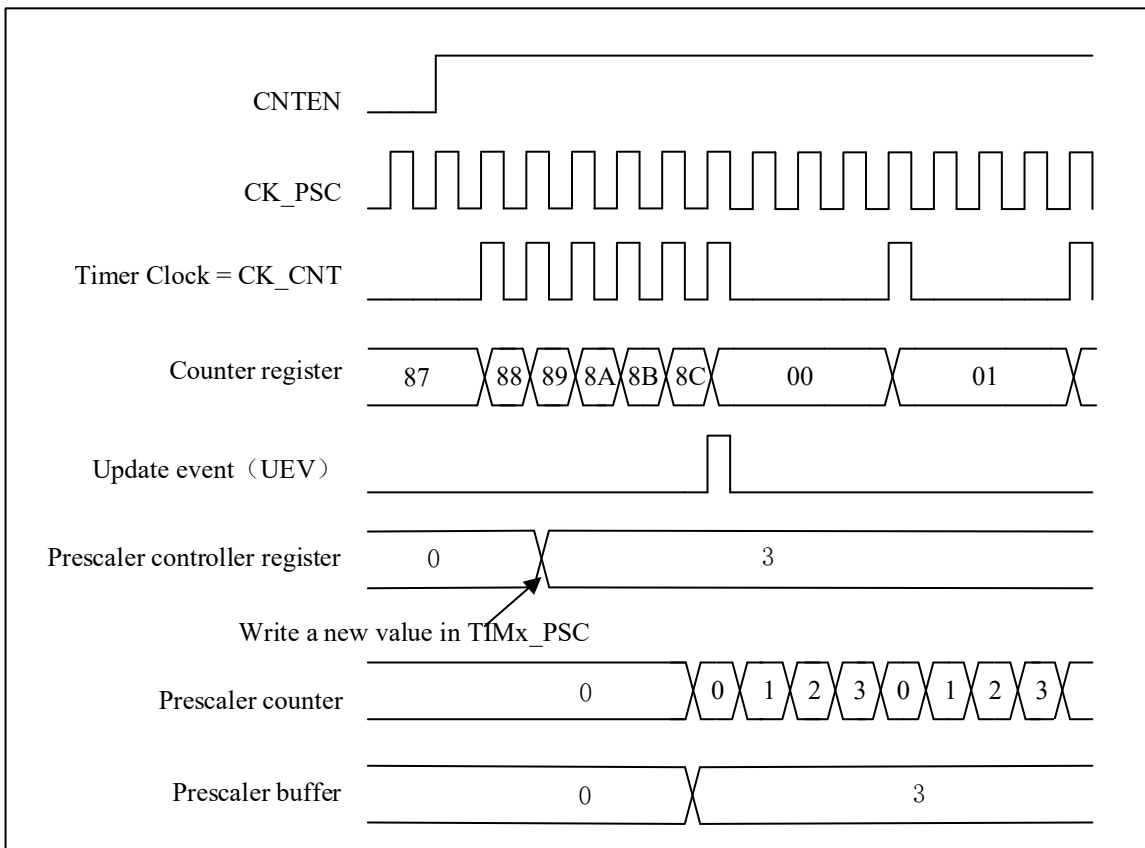 CNTEN
CK_PSC
Timer Clock = CK_CNT
Counter register 87 88 89 8A 8B 8C 00 01
Update event（UEV）
Prescaler controller register 0 3
Write a new value in TIMx_PSC
Prescaler counter 0 0 1 2 3 0 1 2 3
Prescaler buffer 0 3